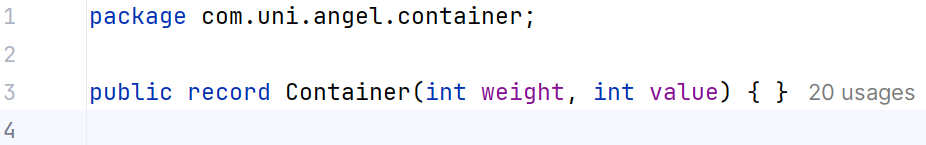 1 package com.uni.angel.container;
2
3 public record Container(int weight, int value) { } 20 usages
4